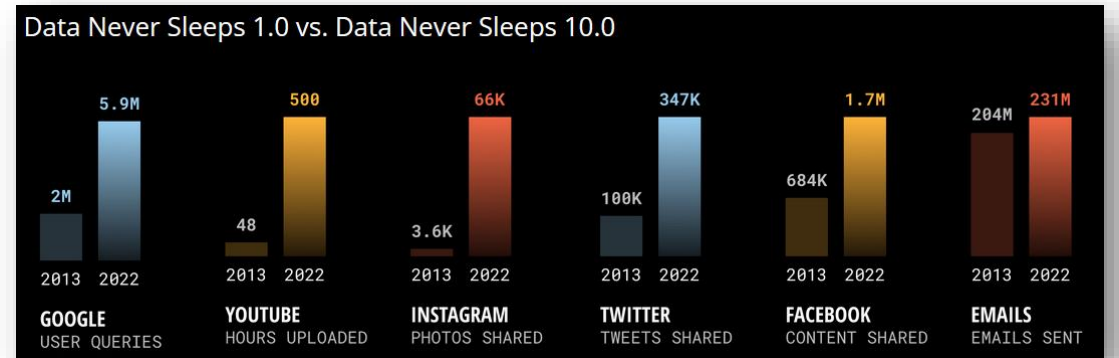 Data Never Sleeps 1.0 vs. Data Never Sleeps 10.0
2M
5.9M
2013 2022
GOOGLE
USER QUERIES
48
500
2013 2022
YOUTUBE
HOURS UPLOADED
3.6K
66K
2013 2022
INSTAGRAM
PHOTOS SHARED
100K
347K
2013 2022
TWITTER
TWEETS SHARED
684K
1.7M
2013 2022
FACEBOOK
CONTENT SHARED
204M
231M
2013 2022
EMAILS
EMAILS SENT